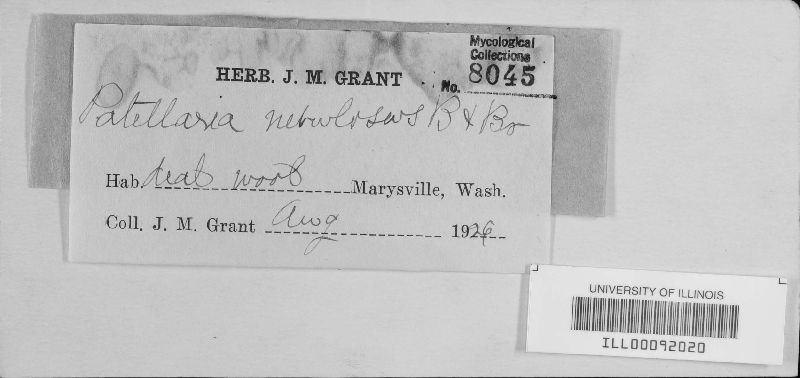 Mycological
Collections
No. 8045
HERB. J. M. GRANT
Patellaria nebulosus B & Br
Hab. dead wood Marysville, Wash.
Coll. J. M. Grant Aug 1926
UNIVERSITY OF ILLINOIS
ILL00092020